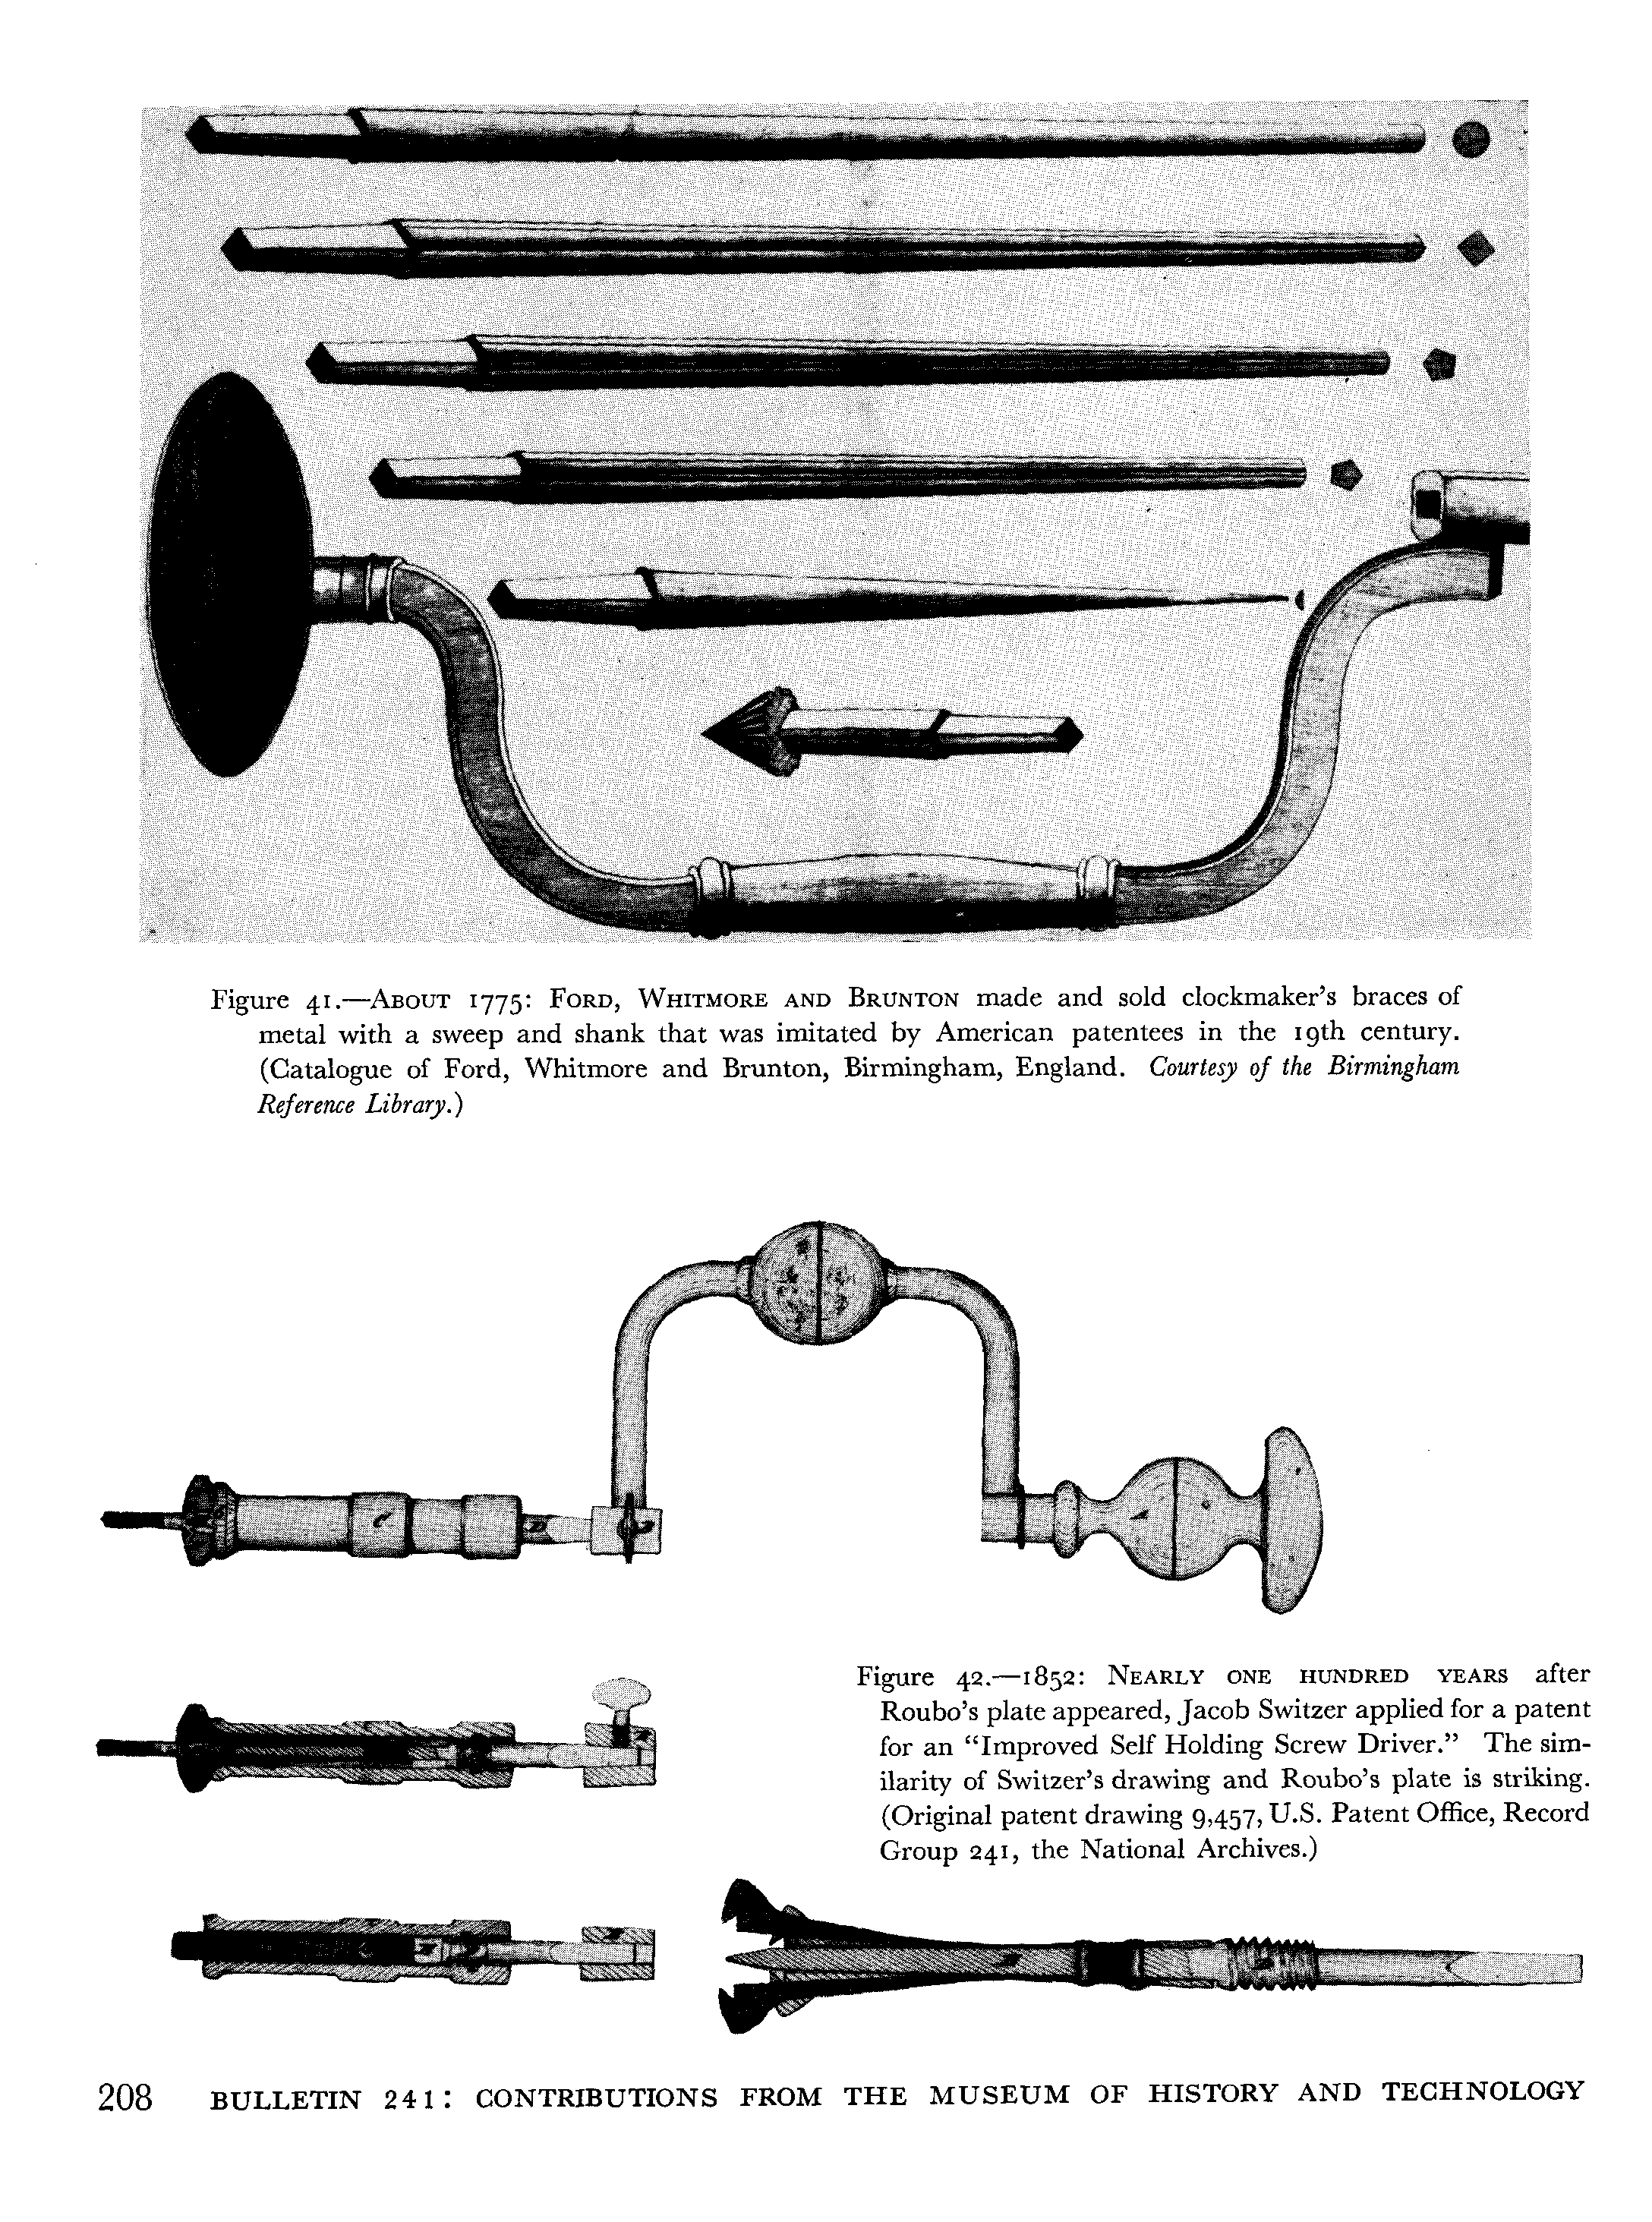 Figure 41.—About 1775: Ford, Whitmore and Brunton made and sold clockmaker's braces of
metal with a sweep and shank that was imitated by American patentees in the 19th century.
(Catalogue of Ford, Whitmore and Brunton, Birmingham, England. Courtesy of the Birmingham
Reference Library.)
Figure 42.—1852: Nearly one hundred years after
Roubo's plate appeared, Jacob Switzer applied for a patent
for an “Improved Self Holding Screw Driver.” The sim-
ilarity of Switzer's drawing and Roubo's plate is striking.
(Original patent drawing 9,457, U.S. Patent Office, Record
Group 241, the National Archives.)
208 BULLETIN 241: CONTRIBUTIONS FROM THE MUSEUM OF HISTORY AND TECHNOLOGY